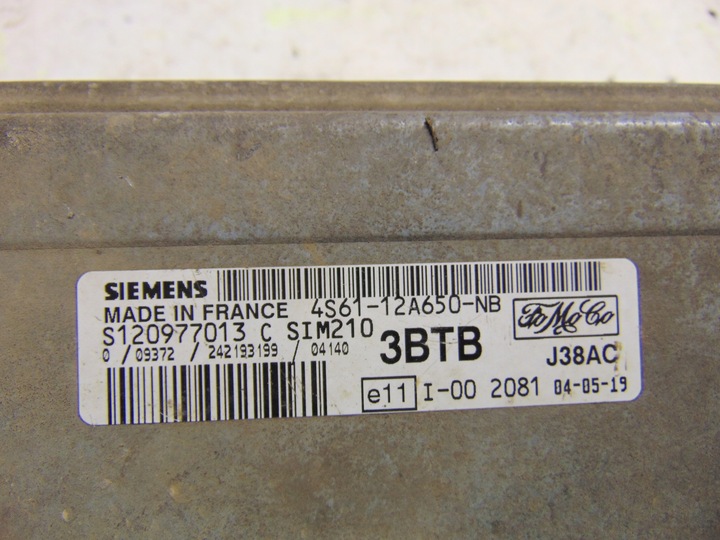 SIEMENS
MADE IN FRANCE 4S61-12A650-NB
S120977013 C SIM210
FoMoCo
0 / 09372 / 242193199 / 04140
3BTB
J38AC
e11 I-00 2081 04-05-19